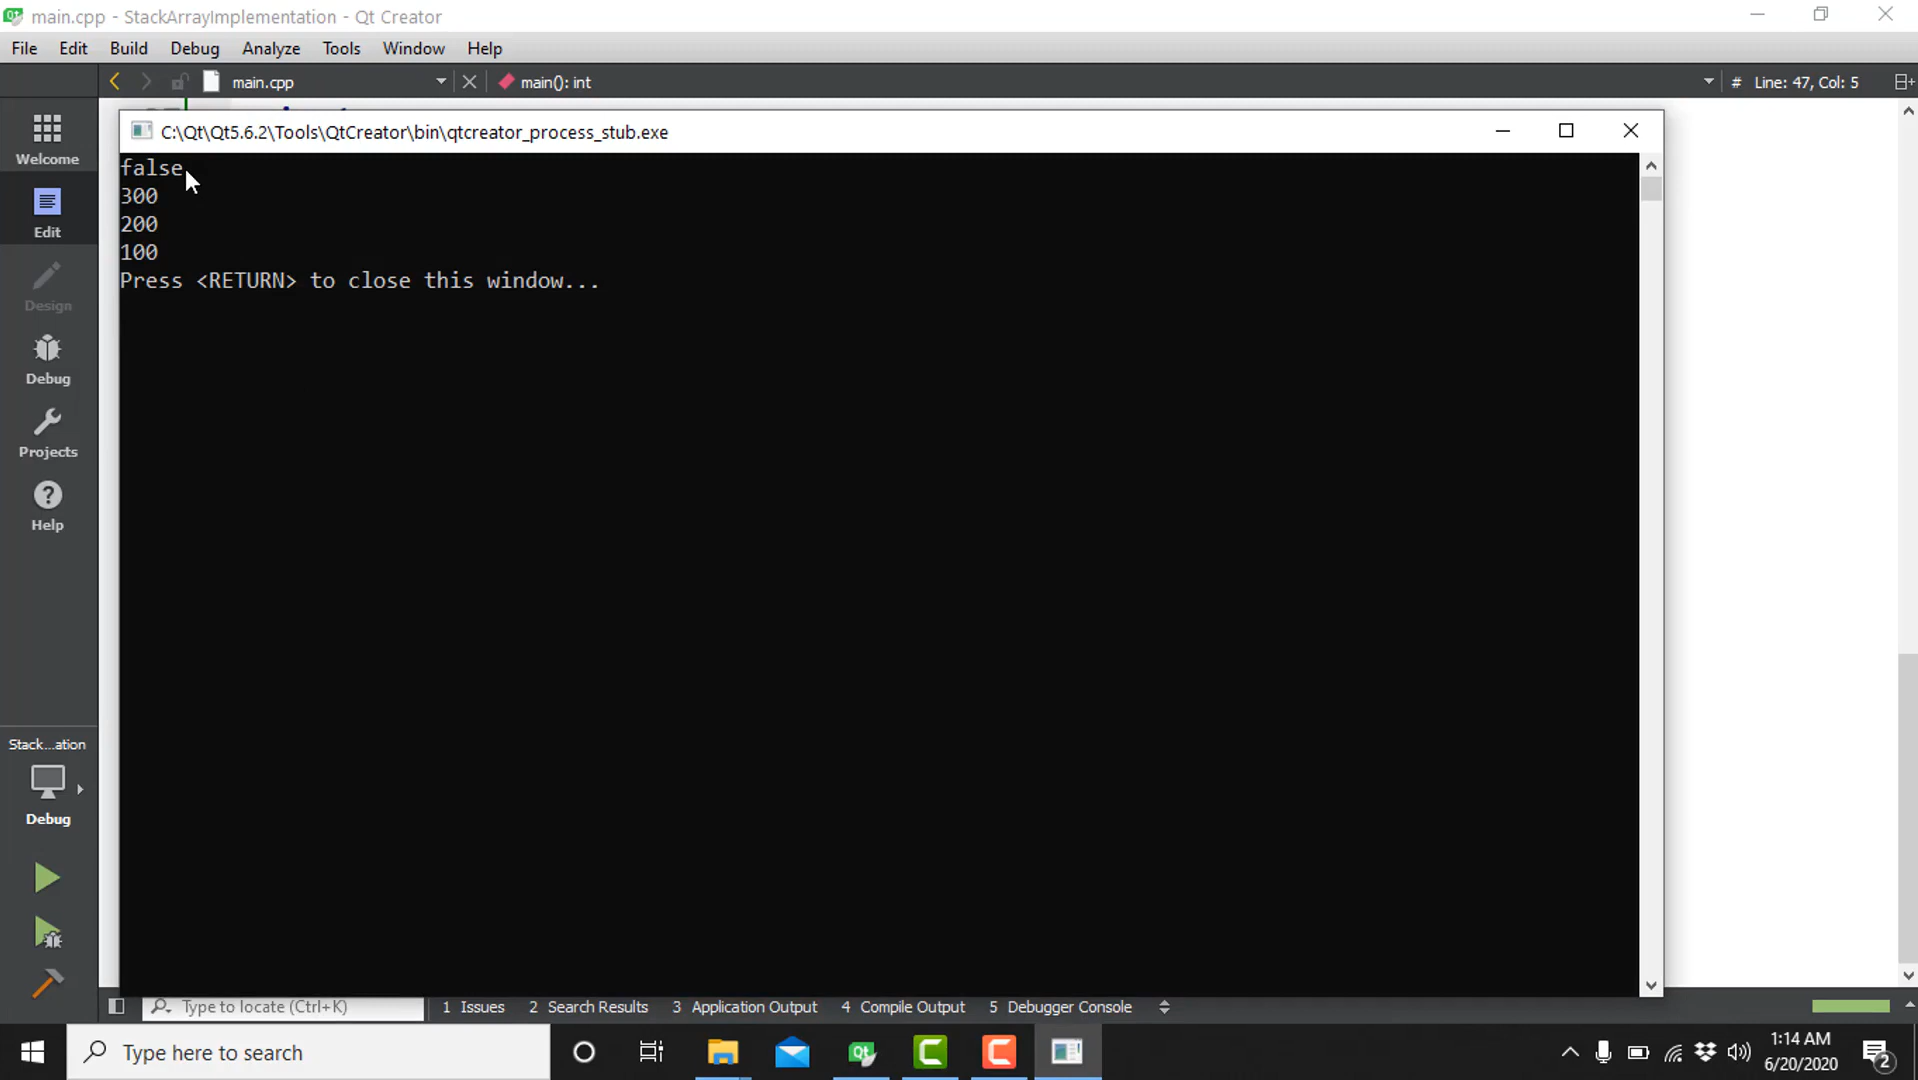 main.cpp - StackArrayImplementation - Qt Creator
File Edit Build Debug Analyze Tools Window Help
main.cpp main(): int # Line: 47, Col: 5
C:\Qt\Qt5.6.2\Tools\QtCreator\bin\qtcreator_process_stub.exe
false
300
200
100
Press <RETURN> to close this window...
Welcome
Edit
Design
Debug
Projects
Help
Stack...ation
Debug
Type to locate (Ctrl+K) 1 Issues 2 Search Results 3 Application Output 4 Compile Output 5 Debugger Console
Type here to search
1:14 AM
6/20/2020
2